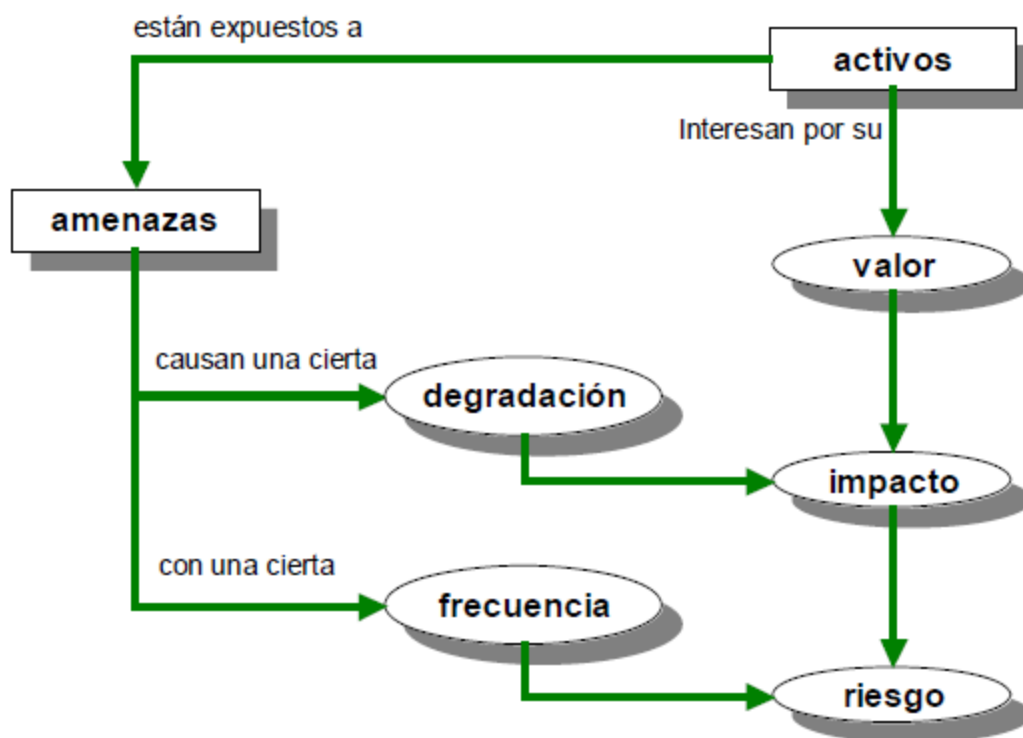 están expuestos a
activos
Interesan por su
amenazas
valor
causan una cierta
degradación
impacto
con una cierta
frecuencia
riesgo